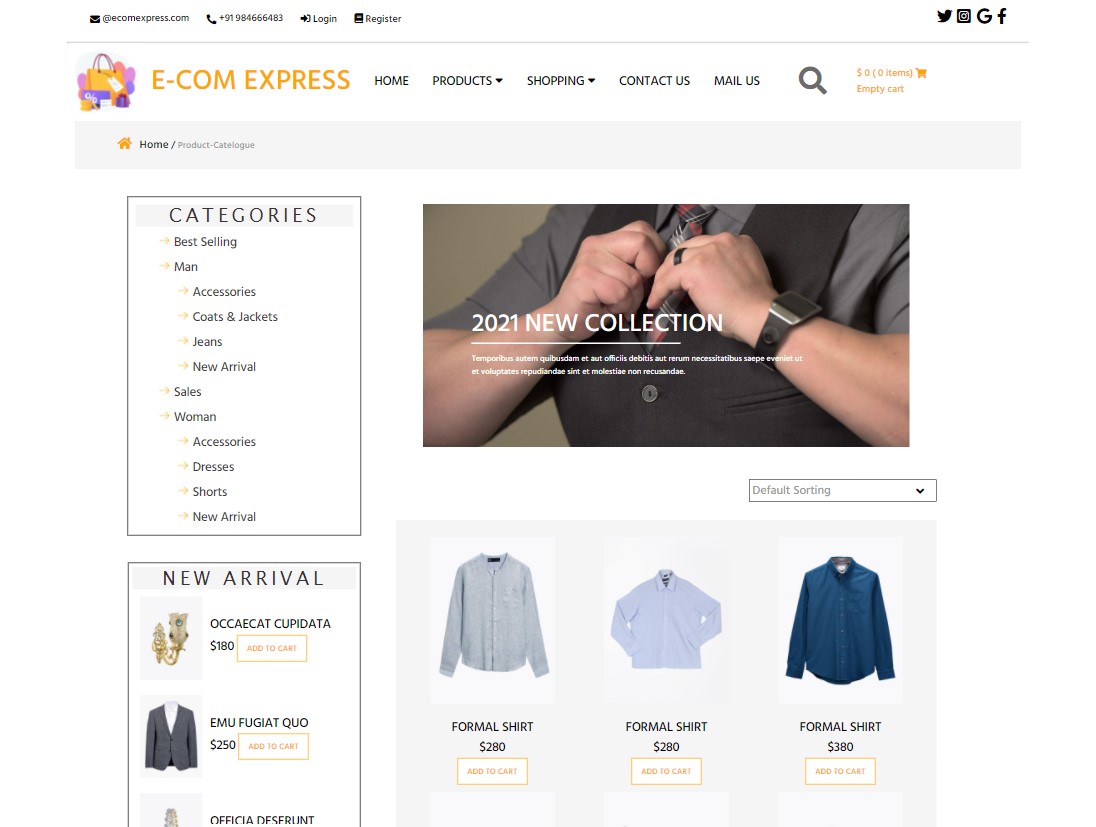 @ecomexpress.com +91 984666483 Login Register
E-COM EXPRESS HOME PRODUCTS SHOPPING CONTACT US MAIL US
$ 0 ( 0 items)
Empty cart
Home / Product-Catelogue
CATEGORIES
Best Selling
Man
Accessories
Coats & Jackets
Jeans
New Arrival
Sales
Woman
Accessories
Dresses
Shorts
New Arrival
NEW ARRIVAL
OCCAECAT CUPIDATA
$180 ADD TO CART
EMU FUGIAT QUO
$250 ADD TO CART
OFFICIA DESERUNT
2021 NEW COLLECTION
Temporibus autem quibusdam et aut officiis debitis aut rerum necessitatibus saepe eveniet ut
et voluptates repudiandae sint et molestiae non recusandae.
Default Sorting
FORMAL SHIRT FORMAL SHIRT FORMAL SHIRT
$280 $280 $380
ADD TO CART ADD TO CART ADD TO CART